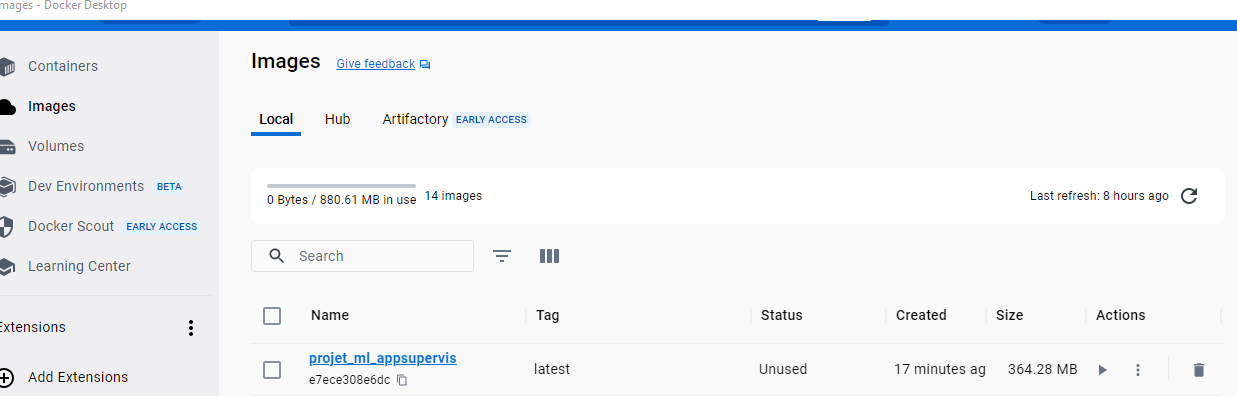 mages - Docker Desktop
Containers
Images
Volumes
Dev Environments BETA
Docker Scout EARLY ACCESS
Learning Center
Extensions
Add Extensions
Images Give feedback
Local Hub Artifactory EARLY ACCESS
0 Bytes / 880.61 MB in use 14 images Last refresh: 8 hours ago
Search
Name Tag Status Created Size Actions
projet_ml_appsupervis latest Unused 17 minutes ag 364.28 MB
e7ece308e6dc